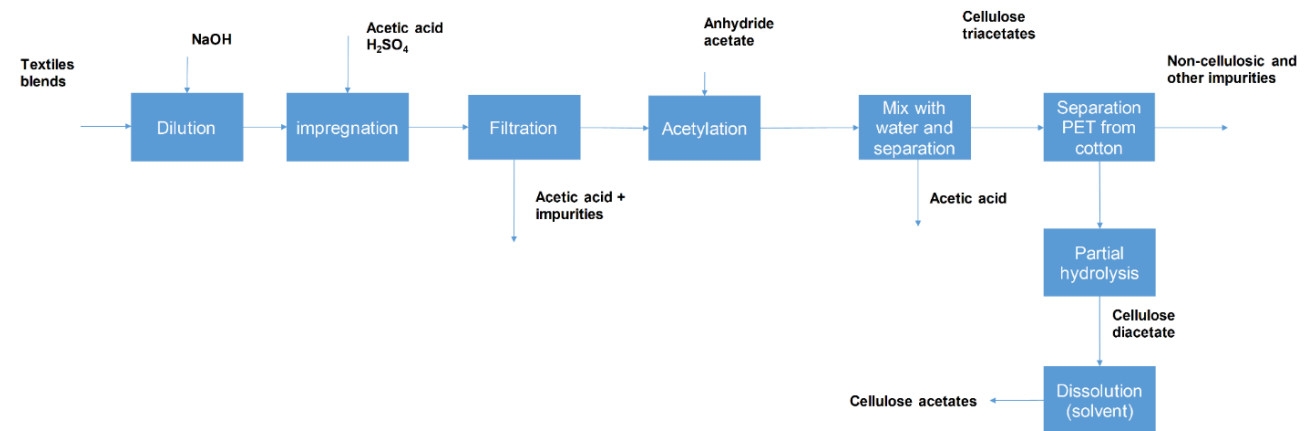 Textiles
blends
NaOH
Dilution
Acetic acid
H₂SO₄
impregnation
Filtration
Acetic acid +
impurities
Anhydride
acetate
Acetylation
Mix with
water and
separation
Acetic acid
Cellulose
triacetates
Separation
PET from
cotton
Non-cellulosic and
other impurities
Partial
hydrolysis
Cellulose
diacetate
Dissolution
(solvent)
Cellulose acetates